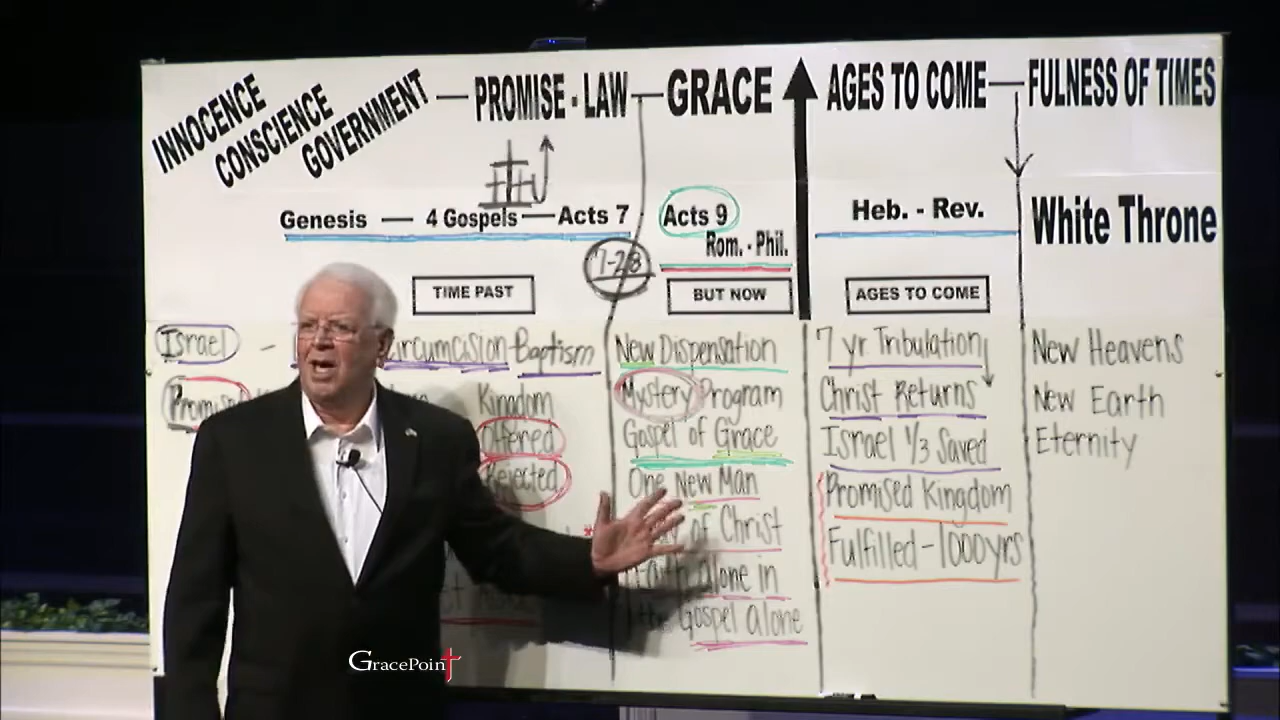 INNOCENCE
CONSCIENCE
GOVERNMENT — PROMISE - LAW — GRACE AGES TO COME — FULNESS OF TIMES
Genesis — 4 Gospels — Acts 7 Acts 9 Heb. - Rev. White Throne
Rom. - Phil.
7-28
TIME PAST BUT NOW AGES TO COME
Israel - Circumcision - Baptism New Dispensation 7 yr Tribulation New Heavens
Kingdom Mystery Program Christ Returns New Earth
Offered Gospel of Grace Israel 1/3 Saved Eternity
Rejected One New Man Promised Kingdom
of Christ Fulfilled - 1000 yrs
Alone in
the Gospel Alone
GracePoint